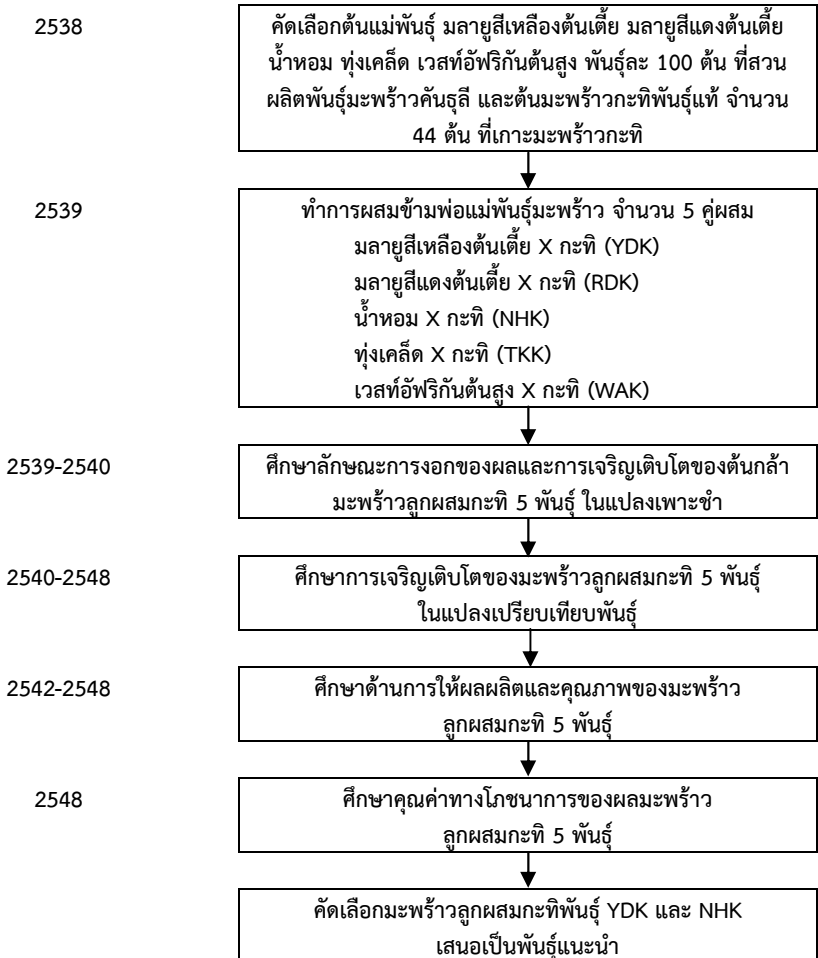 2538
คัดเลือกต้นแม่พันธุ์ มลายูสีเหลืองต้นเตี้ย มลายูสีแดงต้นเตี้ย
น้ำหอม ทุ่งเคล็ด เวสท์อัฟริกันต้นสูง พันธุ์ละ 100 ต้น ที่สวน
ผลิตพันธุ์มะพร้าวคันธุลี และต้นมะพร้าวกะทิพันธุ์แท้ จำนวน
44 ต้น ที่เกาะมะพร้าวกะทิ
2539
ทำการผสมข้ามพ่อแม่พันธุ์มะพร้าว จำนวน 5 คู่ผสม
มลายูสีเหลืองต้นเตี้ย X กะทิ (YDK)
มลายูสีแดงต้นเตี้ย X กะทิ (RDK)
น้ำหอม X กะทิ (NHK)
ทุ่งเคล็ด X กะทิ (TKK)
เวสท์อัฟริกันต้นสูง X กะทิ (WAK)
2539-2540
ศึกษาลักษณะการงอกของผลและการเจริญเติบโตของต้นกล้า
มะพร้าวลูกผสมกะทิ 5 พันธุ์ ในแปลงเพาะชำ
2540-2548
ศึกษาการเจริญเติบโตของมะพร้าวลูกผสมกะทิ 5 พันธุ์
ในแปลงเปรียบเทียบพันธุ์
2542-2548
ศึกษาด้านการให้ผลผลิตและคุณภาพของมะพร้าว
ลูกผสมกะทิ 5 พันธุ์
2548
ศึกษาคุณค่าทางโภชนาการของผลมะพร้าว
ลูกผสมกะทิ 5 พันธุ์
คัดเลือกมะพร้าวลูกผสมกะทิพันธุ์ YDK และ NHK
เสนอเป็นพันธุ์แนะนำ